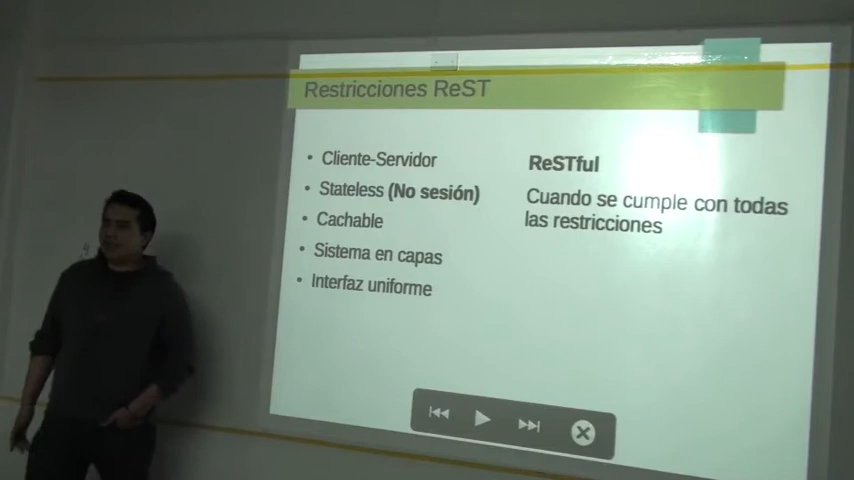 Restricciones ReST
• Cliente-Servidor
• Stateless (No sesión)
• Cachable
• Sistema en capas
• Interfaz uniforme
ReSTful
Cuando se cumple con todas
las restricciones